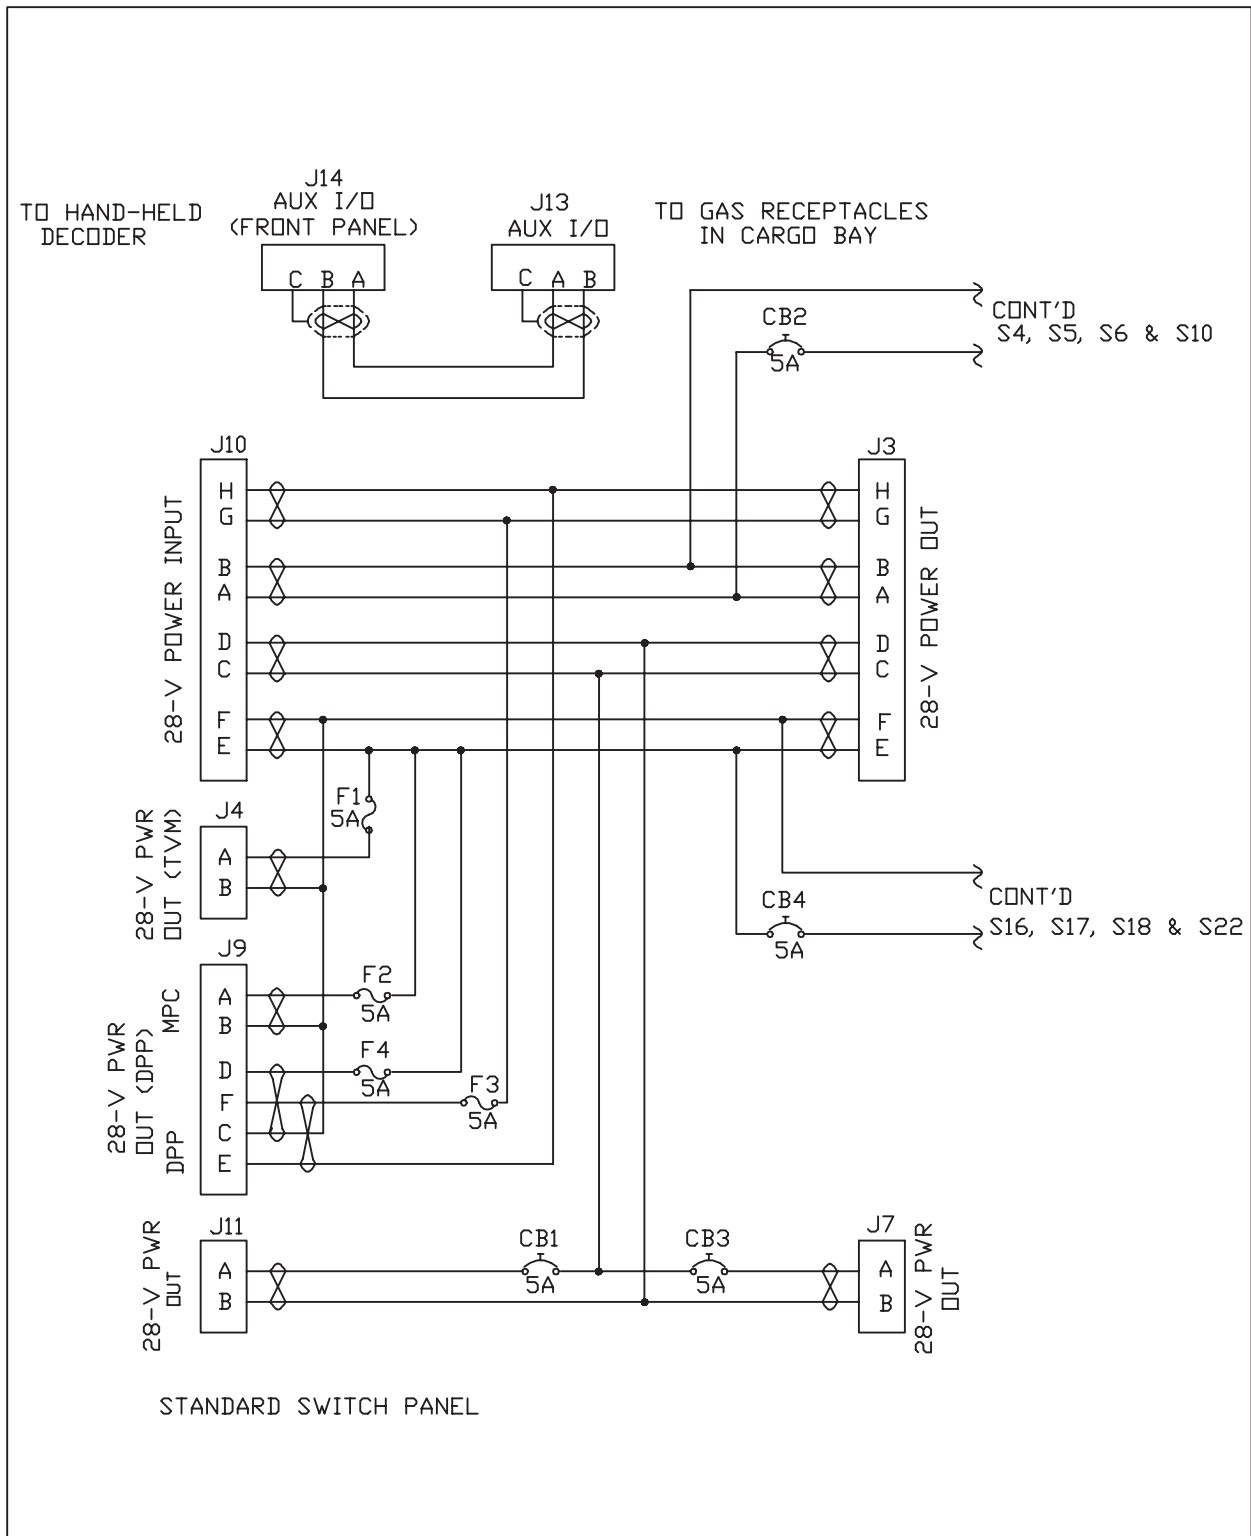 J14
AUX I/O
(FRONT PANEL)
TO HAND-HELD
DECODER
J13
AUX I/O
TO GAS RECEPTACLES
IN CARGO BAY
C B A
C A B
CB2
5A
CONT'D
S4, S5, S6 & S10
J10
28-V POWER INPUT
H
G
B
A
D
C
F
E
J3
H
G
B
A
D
C
F
E
28-V POWER OUT
F1
5A
J4
28-V PWR
OUT (TVM)
A
B
CB4
5A
CONT'D
S16, S17, S18 & S22
J9
28-V PWR
OUT (DPP)
MPC
DPP
A
B
D
F
C
E
F2
5A
F4
5A
F3
5A
J11
28-V PWR
OUT
A
B
CB1
5A
CB3
5A
J7
A
B
28-V PWR
OUT
STANDARD SWITCH PANEL